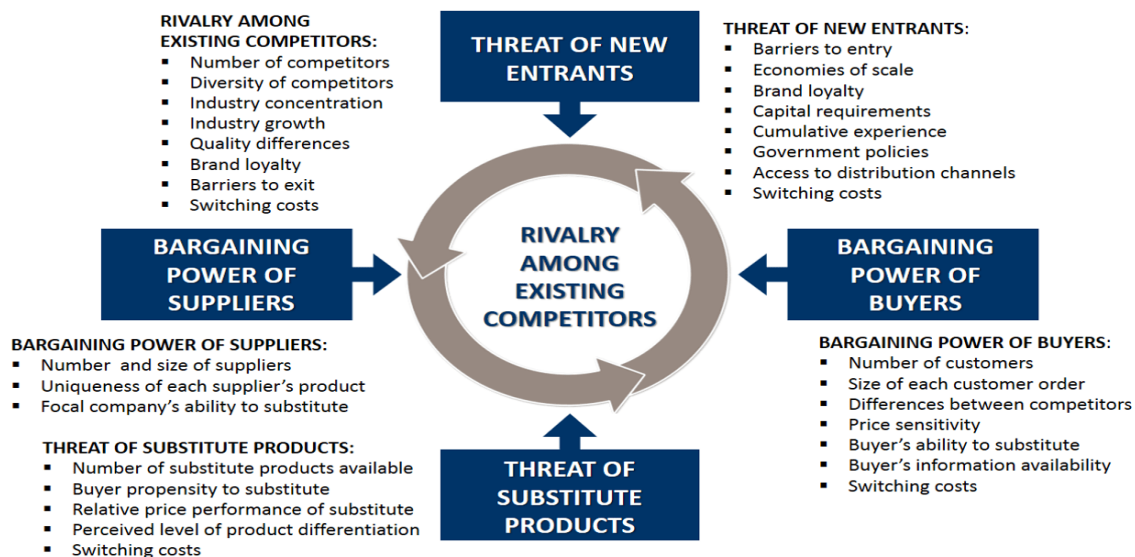 RIVALRY AMONG
EXISTING COMPETITORS:
▪ Number of competitors
▪ Diversity of competitors
▪ Industry concentration
▪ Industry growth
▪ Quality differences
▪ Brand loyalty
▪ Barriers to exit
▪ Switching costs
THREAT OF NEW
ENTRANTS
THREAT OF NEW ENTRANTS:
▪ Barriers to entry
▪ Economies of scale
▪ Brand loyalty
▪ Capital requirements
▪ Cumulative experience
▪ Government policies
▪ Access to distribution channels
▪ Switching costs
BARGAINING
POWER OF
SUPPLIERS
RIVALRY
AMONG
EXISTING
COMPETITORS
BARGAINING
POWER OF
BUYERS
BARGAINING POWER OF SUPPLIERS:
▪ Number and size of suppliers
▪ Uniqueness of each supplier's product
▪ Focal company's ability to substitute
BARGAINING POWER OF BUYERS:
▪ Number of customers
▪ Size of each customer order
▪ Differences between competitors
▪ Price sensitivity
▪ Buyer's ability to substitute
▪ Buyer's information availability
▪ Switching costs
THREAT OF SUBSTITUTE PRODUCTS:
▪ Number of substitute products available
▪ Buyer propensity to substitute
▪ Relative price performance of substitute
▪ Perceived level of product differentiation
▪ Switching costs
THREAT OF
SUBSTITUTE
PRODUCTS